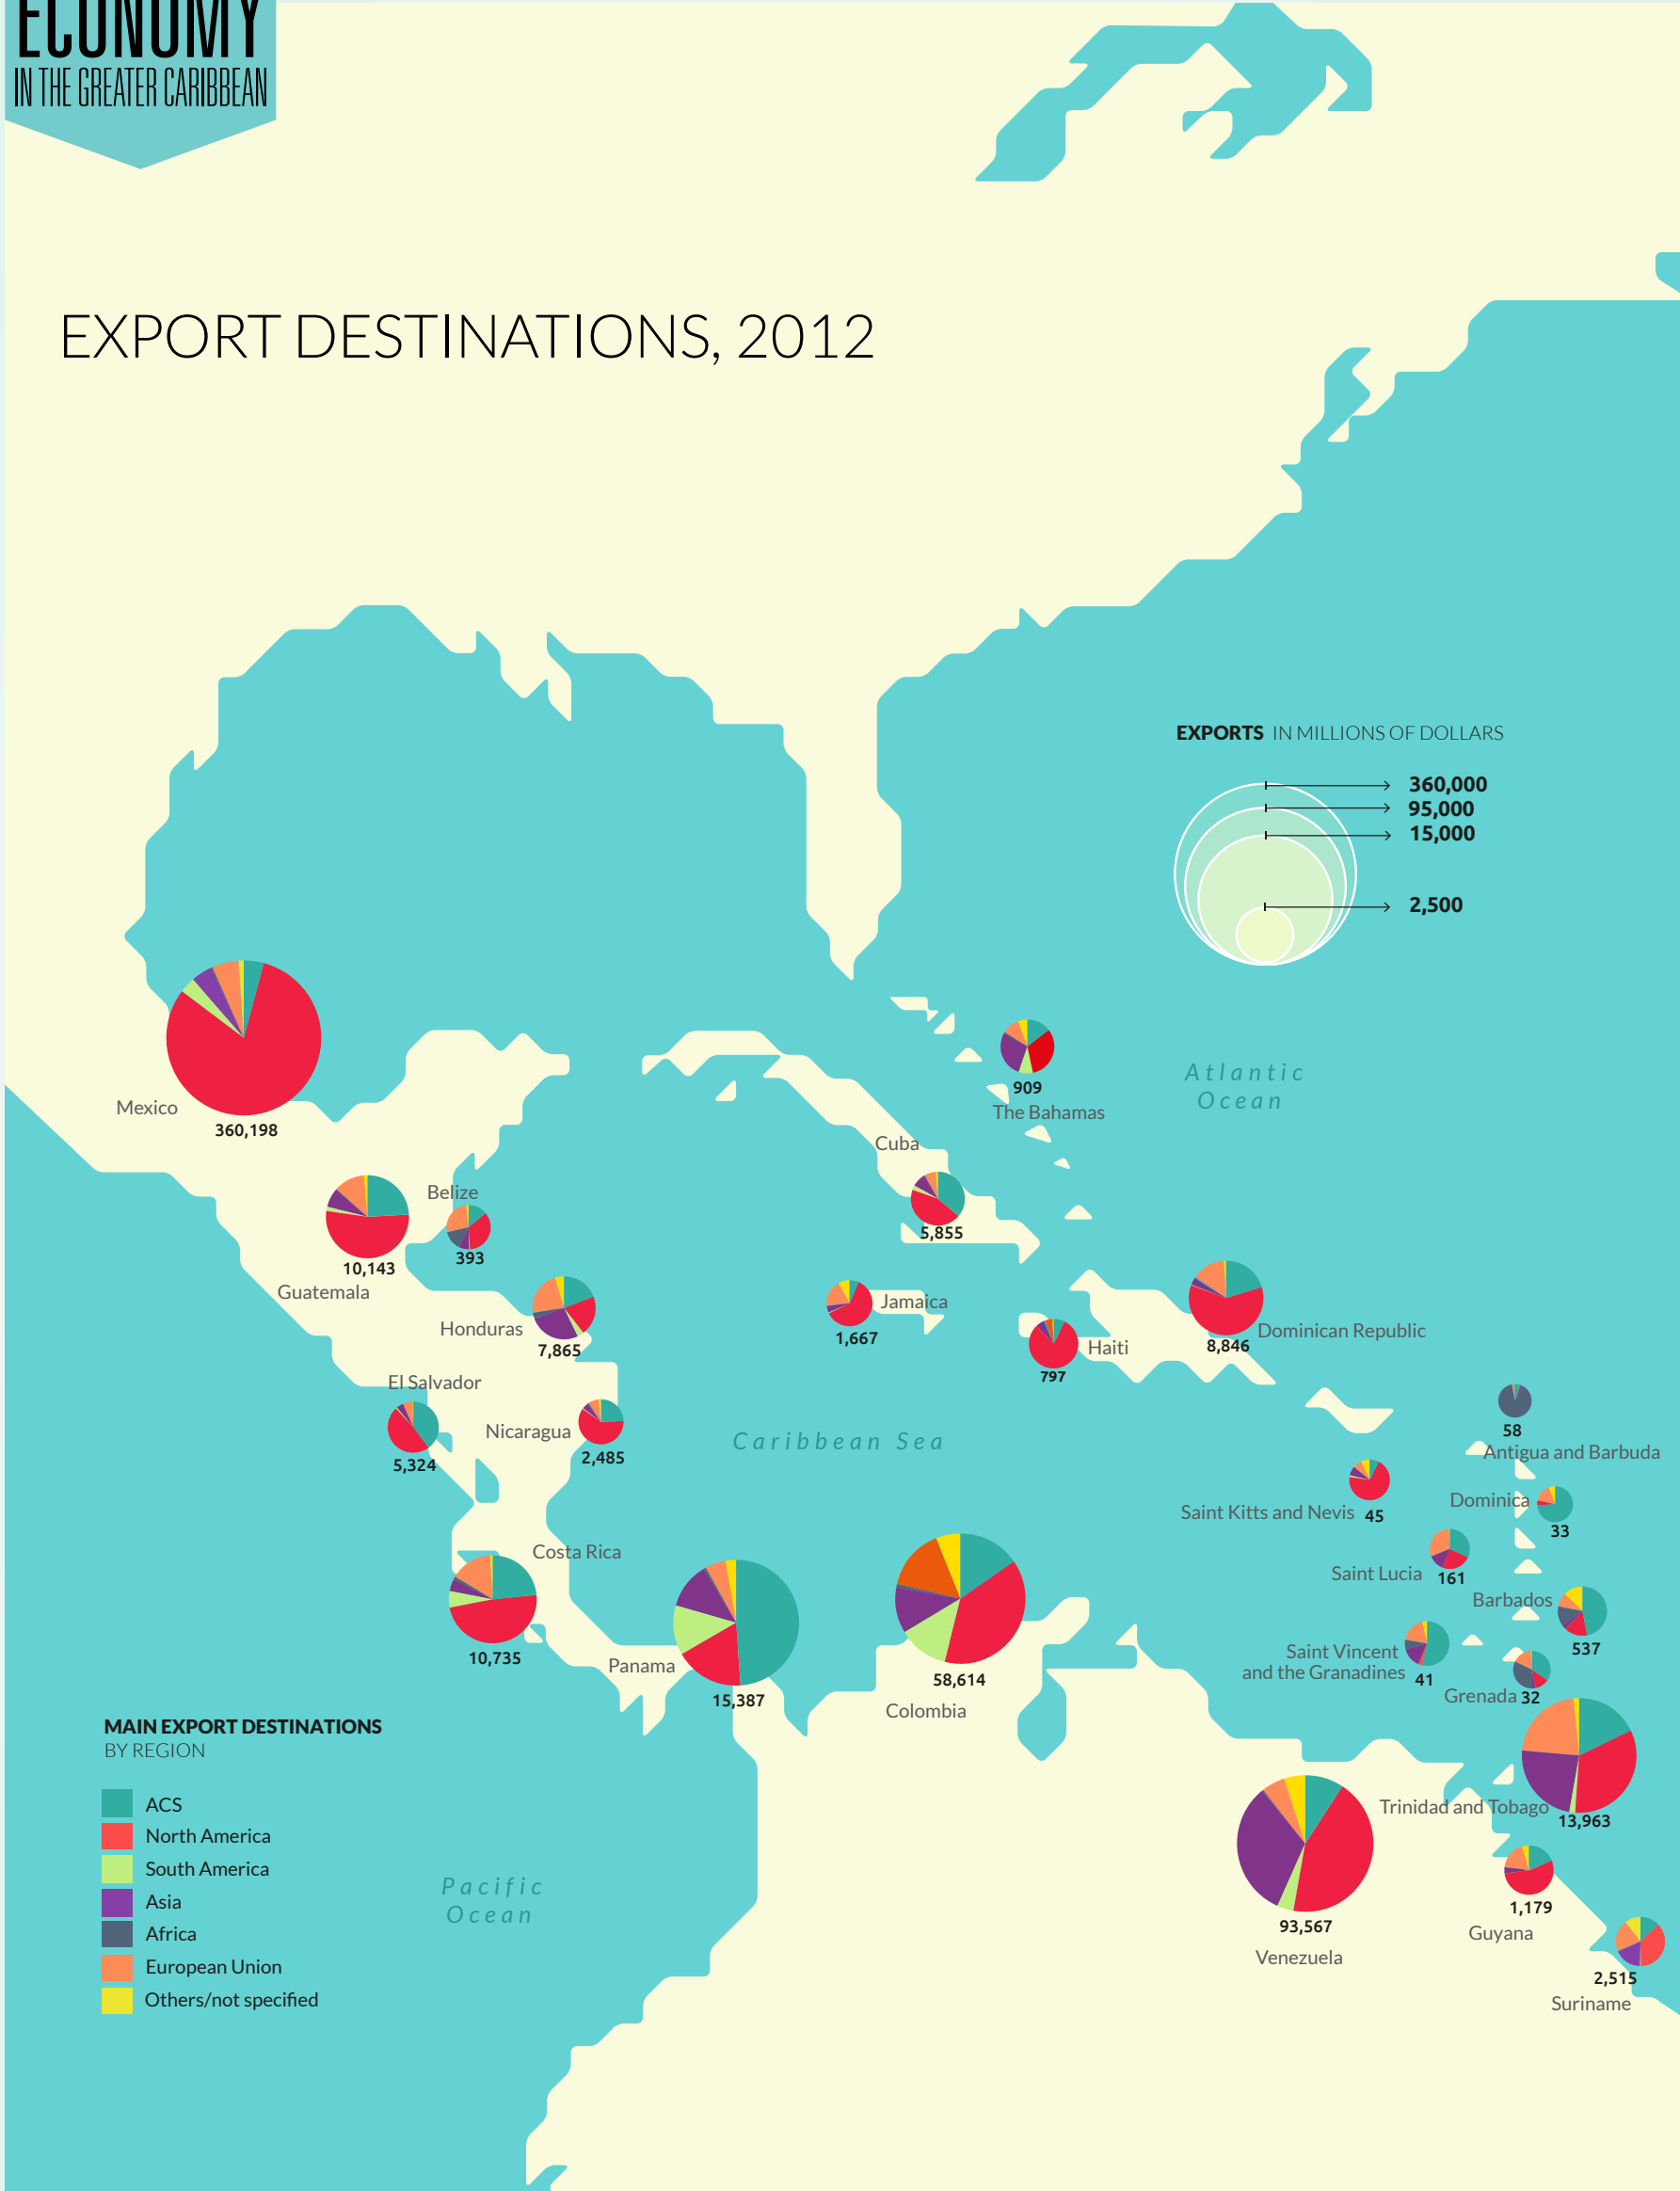 ECONOMY
IN THE GREATER CARIBBEAN
EXPORT DESTINATIONS, 2012
EXPORTS IN MILLIONS OF DOLLARS
360,000
95,000
15,000
2,500
Mexico
360,198
909
The Bahamas
Atlantic
Ocean
Cuba
5,855
Belize
393
10,143
Guatemala
Honduras
7,865
Jamaica
1,667
Haiti
797
Dominican Republic
8,846
El Salvador
5,324
Nicaragua
2,485
Caribbean Sea
58
Antigua and Barbuda
Saint Kitts and Nevis 45
Dominica
33
Saint Lucia 161
Barbados
537
Saint Vincent
and the Granadines 41
Grenada 32
Costa Rica
10,735
Panama
15,387
58,614
Colombia
Trinidad and Tobago
13,963
93,567
Venezuela
1,179
Guyana
2,515
Suriname
Pacific
Ocean
MAIN EXPORT DESTINATIONS
BY REGION
ACS
North America
South America
Asia
Africa
European Union
Others/not specified